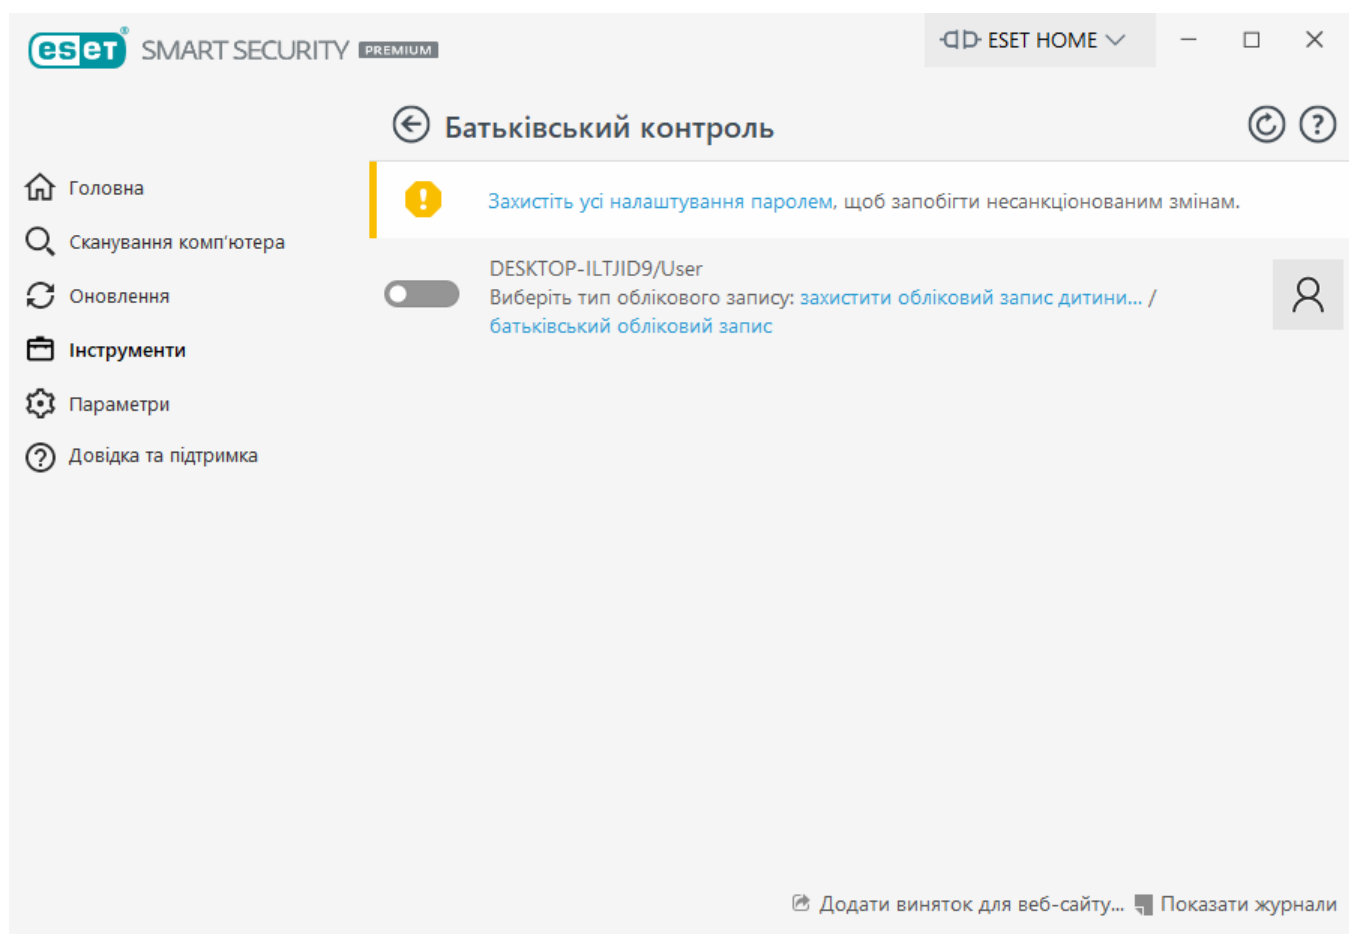 eset® SMART SECURITY PREMIUM
ESET HOME
Батьківський контроль
Головна
Сканування комп'ютера
Оновлення
Інструменти
Параметри
Довідка та підтримка
Захистіть усі налаштування паролем, щоб запобігти несанкціонованим змінам.
DESKTOP-ILTJID9/User
Виберіть тип облікового запису: захистити обліковий запис дитини... /
батьківський обліковий запис
Додати виняток для веб-сайту... Показати журнали